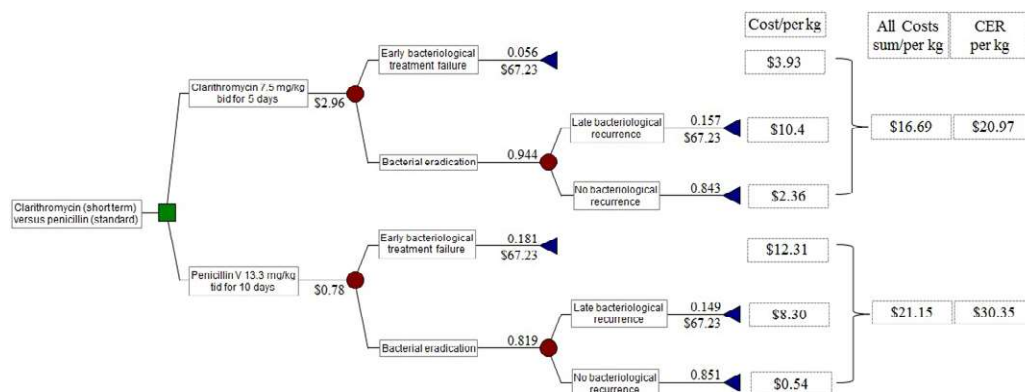 Cost/per kg
All Costs
sum/per kg
CER
per kg
Early bacteriological
treatment failure
0.056
$67.23
$3.93
Clarithromycin 7.5 mg/kg
bid for 5 days
$2.96
Late bacteriological
recurrence
0.157
$67.23
$10.4
$16.69
$20.97
Bacterial eradication
0.944
No bacteriological
recurrence
0.843
$2.36
Clarithromycin (short term)
versus penicillin (standard)
Early bacteriological
treatment failure
0.181
$67.23
$12.31
Penicillin V 13.3 mg/kg
tid for 10 days
$0.78
Late bacteriological
recurrence
0.149
$67.23
$8.30
$21.15
$30.35
Bacterial eradication
0.819
No bacteriological
recurrence
0.851
$0.54